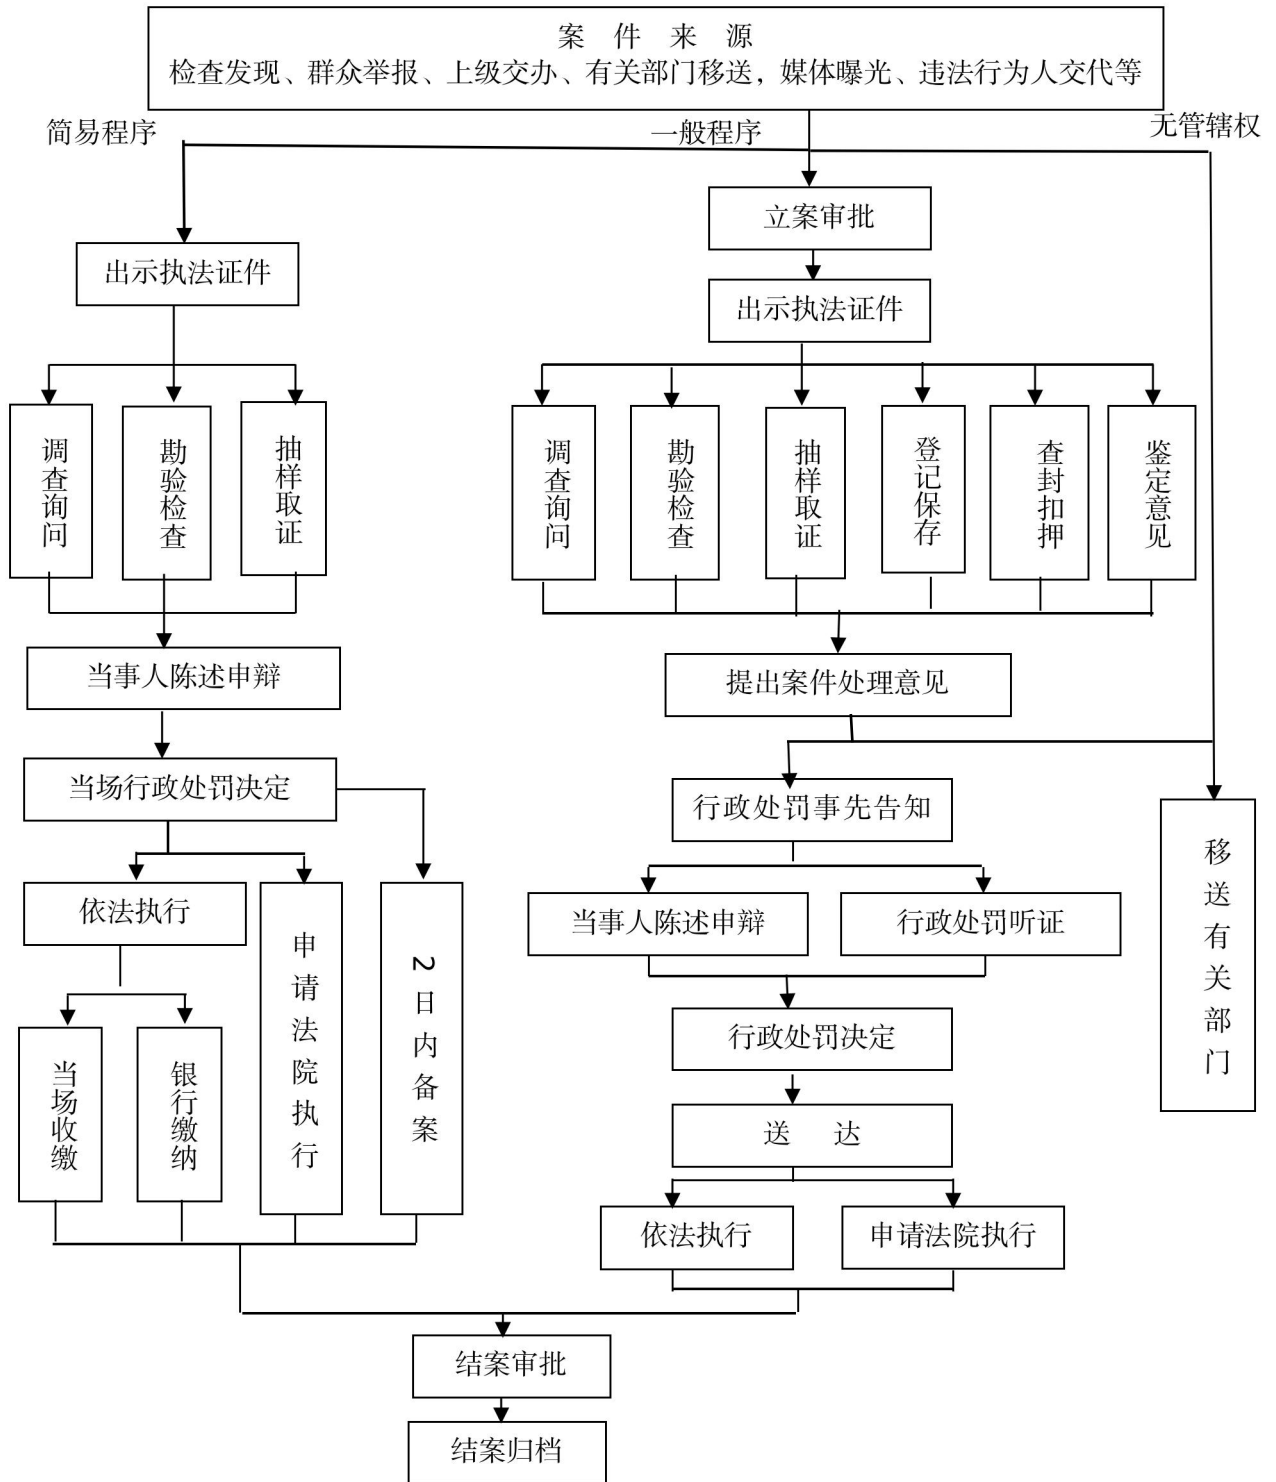 案 件 来 源
检查发现、群众举报、上级交办、有关部门移送，媒体曝光、违法行为人交代等
简易程序
一般程序
无管辖权
立案审批
出示执法证件
出示执法证件
调查询问
勘验检查
抽样取证
调查询问
勘验检查
抽样取证
登记保存
查封扣押
鉴定意见
当事人陈述申辩
提出案件处理意见
当场行政处罚决定
行政处罚事先告知
移送有关部门
依法执行
申请法院执行
2日内备案
当事人陈述申辩
行政处罚听证
当场收缴
银行缴纳
行政处罚决定
送 达
依法执行
申请法院执行
结案审批
结案归档